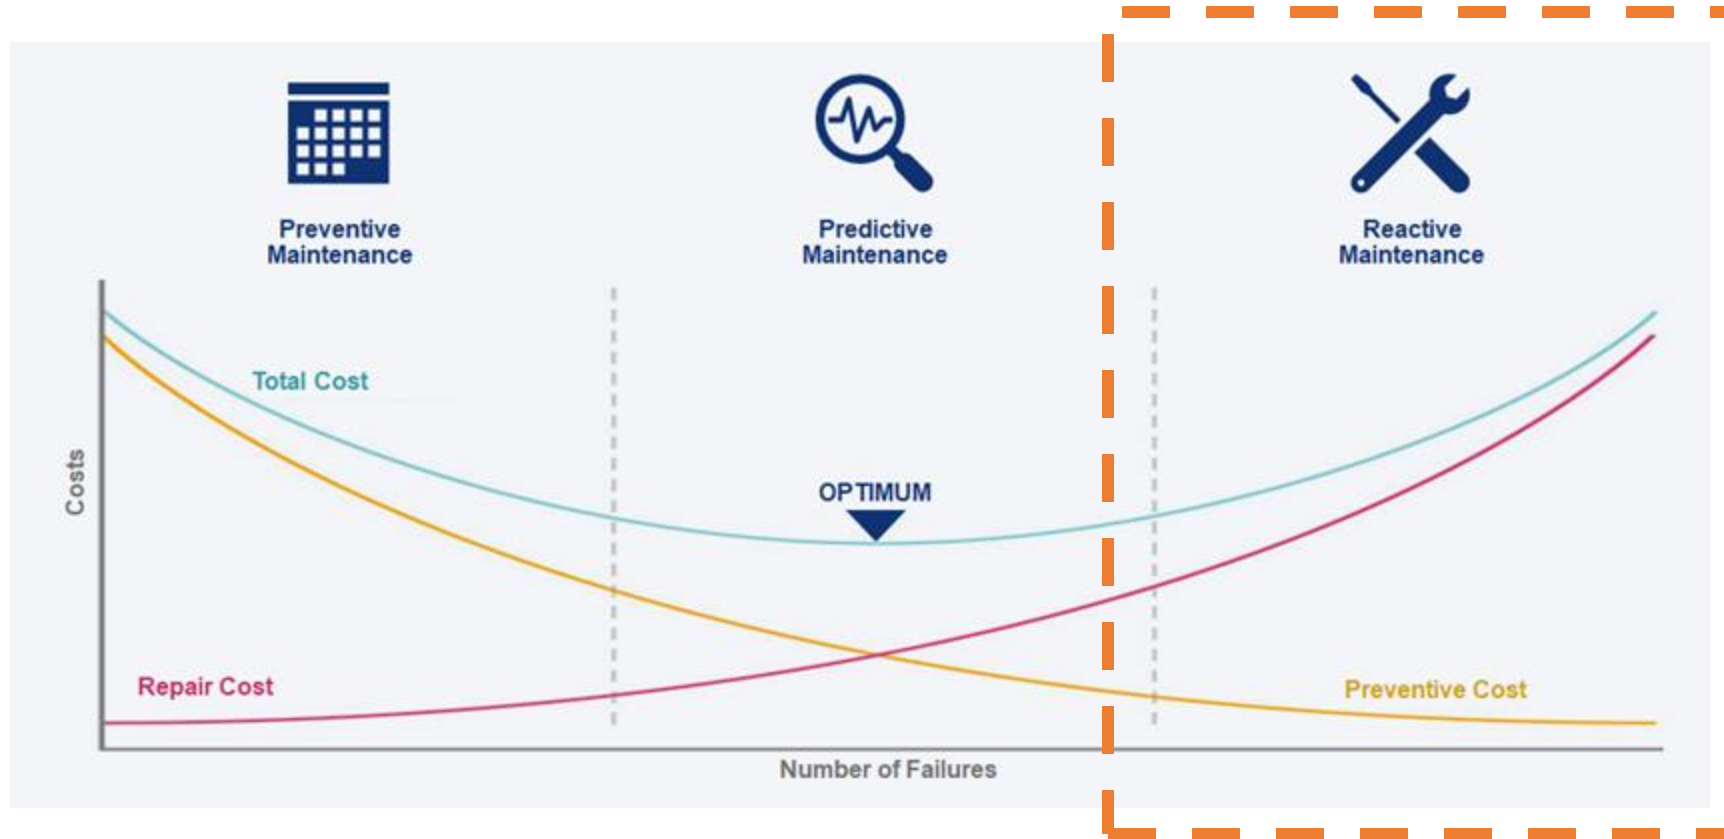 Preventive
Maintenance
Predictive
Maintenance
Reactive
Maintenance
Total Cost
Costs
OPTIMUM
Repair Cost
Preventive Cost
Number of Failures